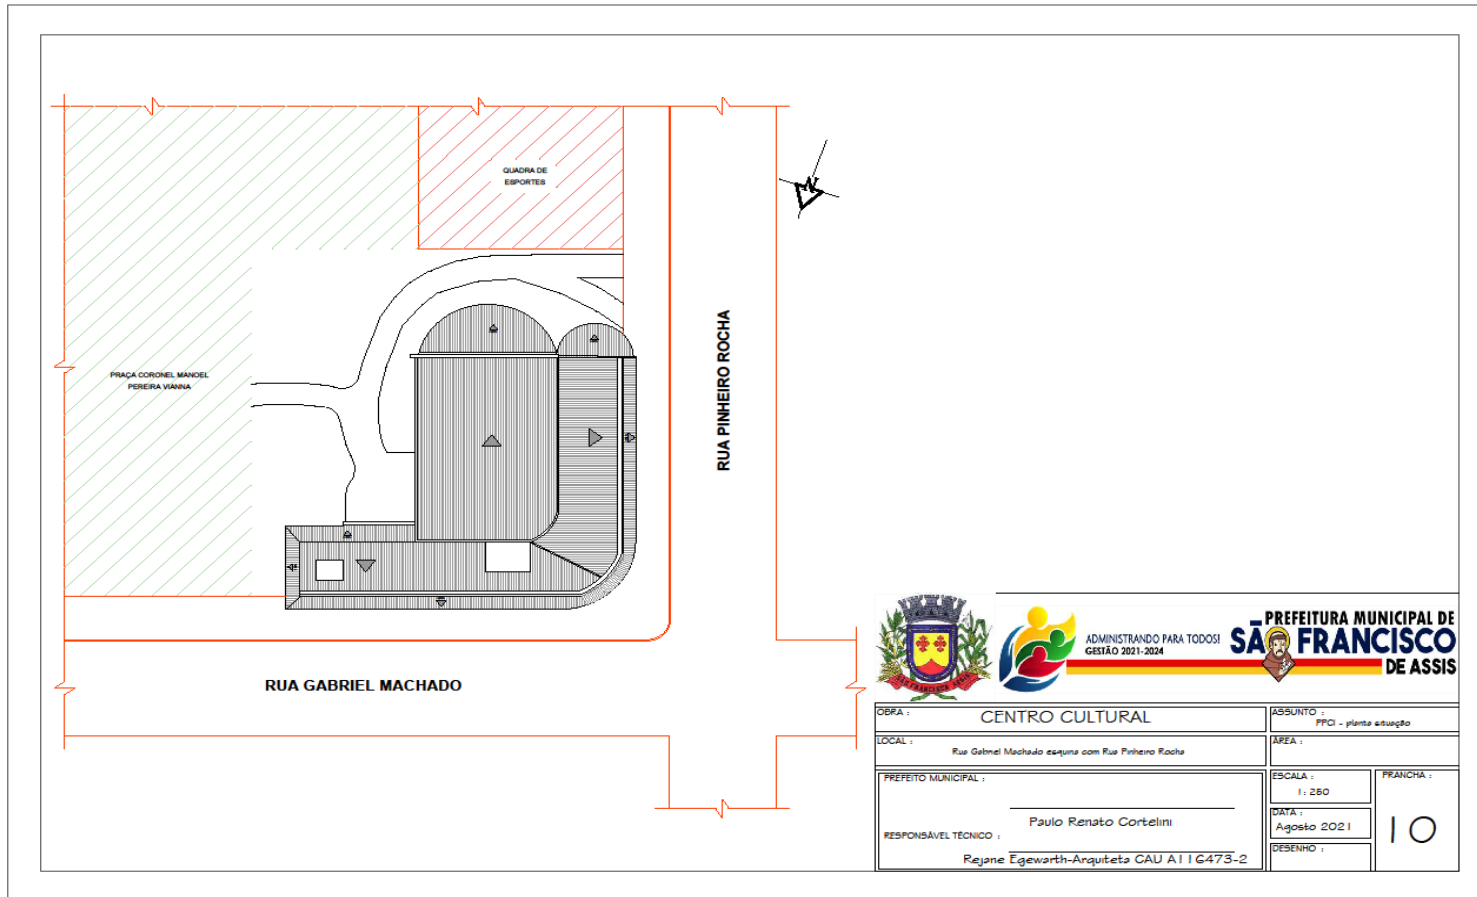 QUADRA DE
ESPORTES
N
PRAÇA CORONEL MANOEL
PEREIRA VIANNA
RUA PINHEIRO ROCHA
RUA GABRIEL MACHADO
SÃO FRANCISCO ASSIS
ADMINISTRANDO PARA TODOS!
GESTÃO 2021-2024
PREFEITURA MUNICIPAL DE
SÃO FRANCISCO
DE ASSIS
OBRA :
CENTRO CULTURAL
ASSUNTO :
PPCI - planta situação
LOCAL :
Rua Gabriel Machado esquina com Rua Pinheiro Rocha
ÁREA :
PREFEITO MUNICIPAL :
Paulo Renato Cortelini
RESPONSÁVEL TÉCNICO :
Rejane Egewarth-Arquiteta CAU A116473-2
ESCALA :
1: 250
DATA :
Agosto 2021
DESENHO :
PRANCHA :
10